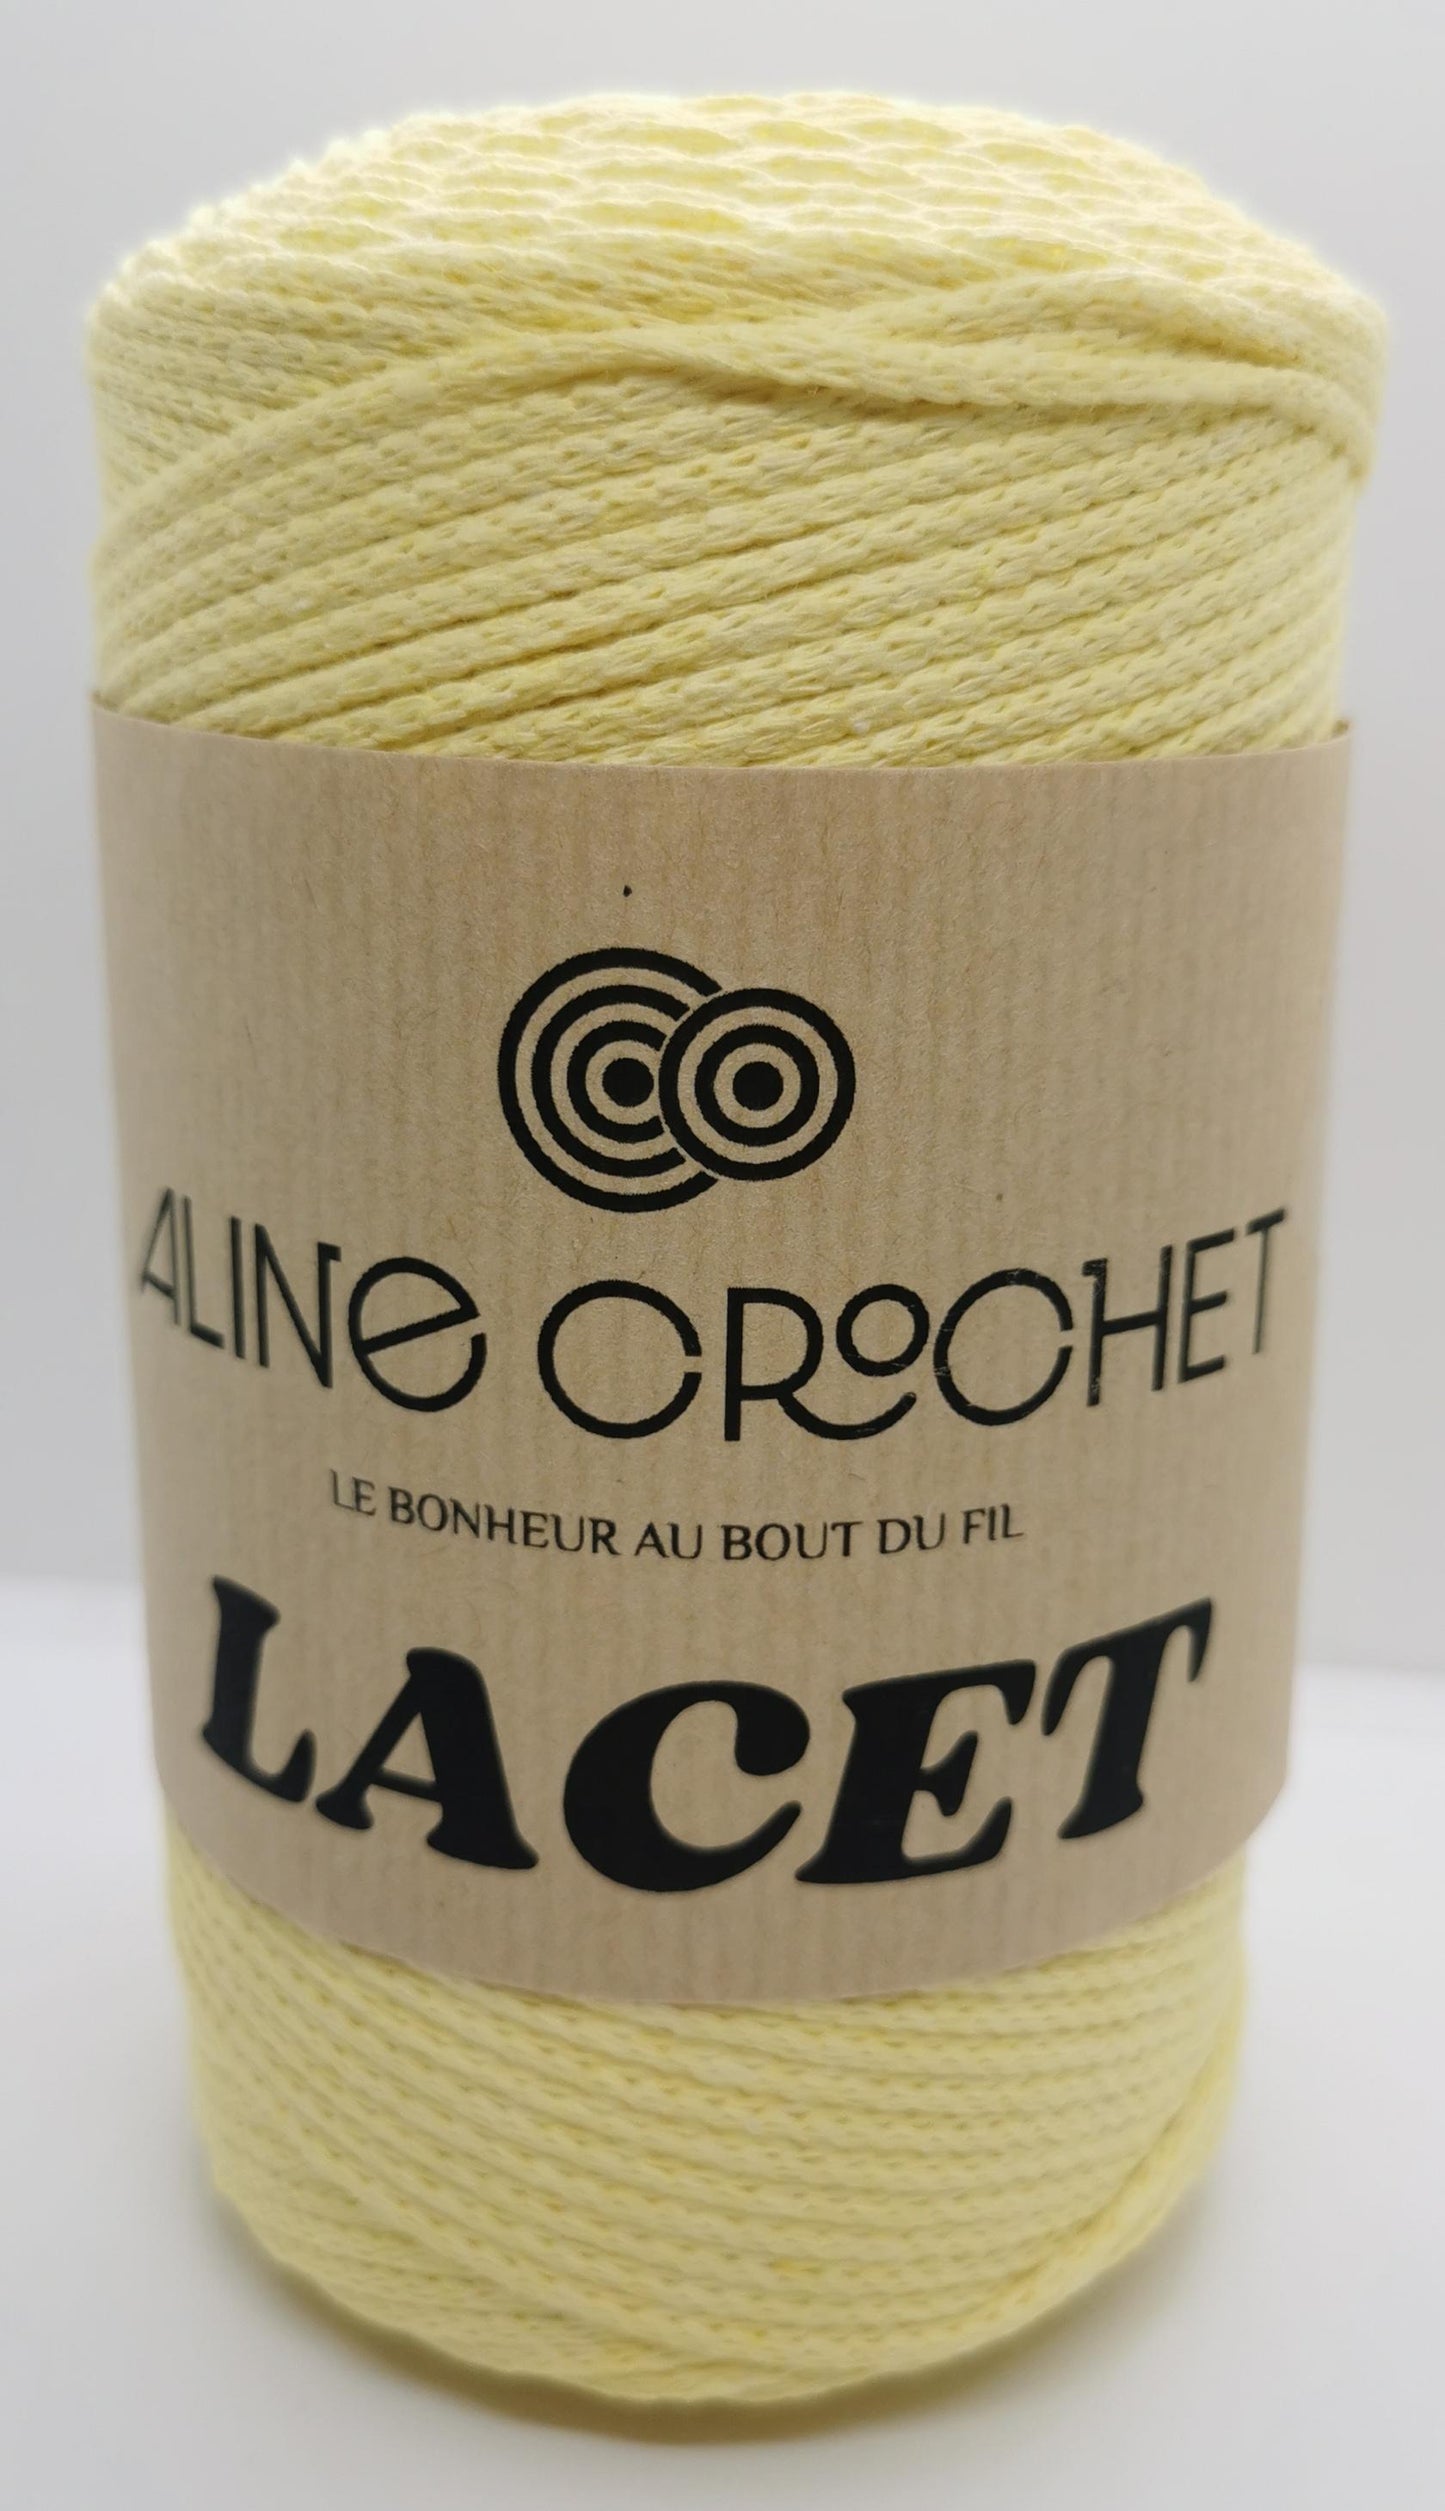 ALINE CROCHET
LE BONHEUR AU BOUT DU FIL
LACET